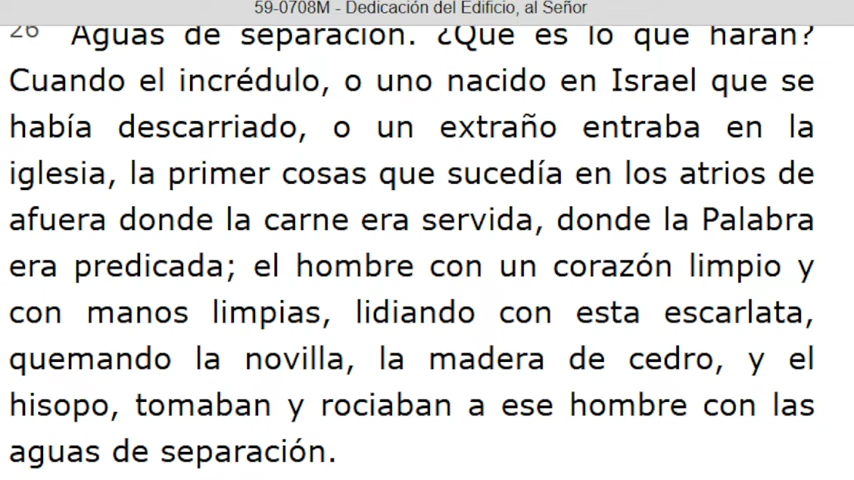 59-0708M - Dedicación del Edificio, al Señor
26 Aguas de separación. ¿Qué es lo que harán?
Cuando el incrédulo, o uno nacido en Israel que se
había descarriado, o un extraño entraba en la
iglesia, la primer cosas que sucedía en los atrios de
afuera donde la carne era servida, donde la Palabra
era predicada; el hombre con un corazón limpio y
con manos limpias, lidiando con esta escarlata,
quemando la novilla, la madera de cedro, y el
hisopo, tomaban y rociaban a ese hombre con las
aguas de separación.